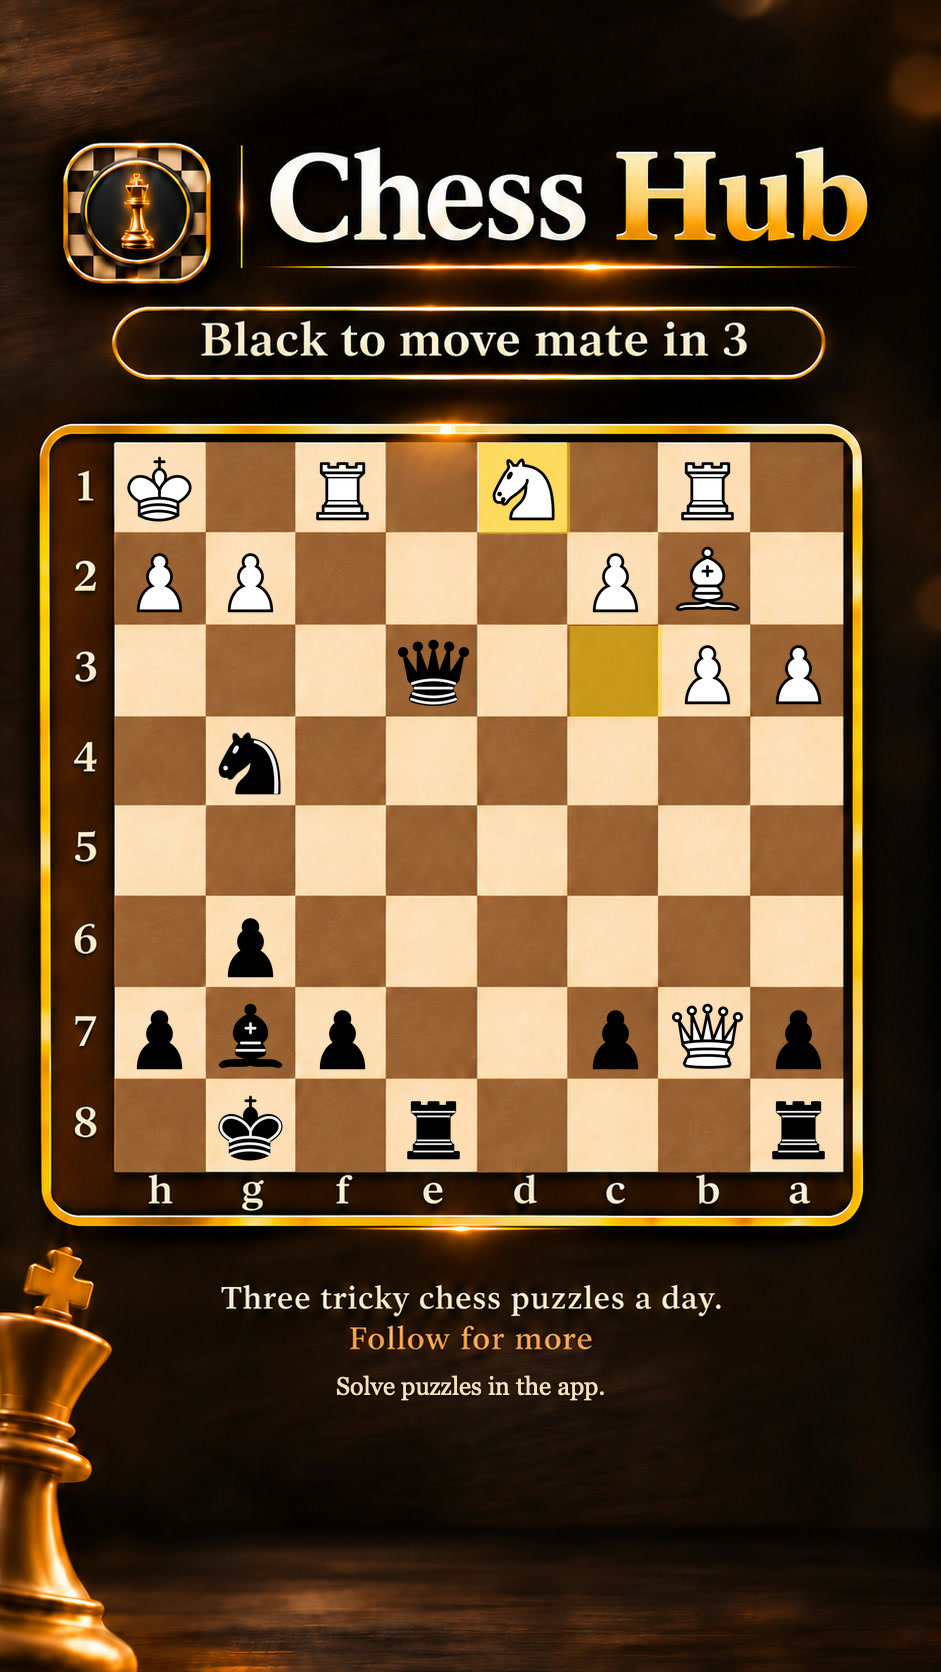 Chess Hub
Black to move mate in 3
1
2
3
4
5
6
7
8
h g f e d c b a
Three tricky chess puzzles a day.
Follow for more
Solve puzzles in the app.